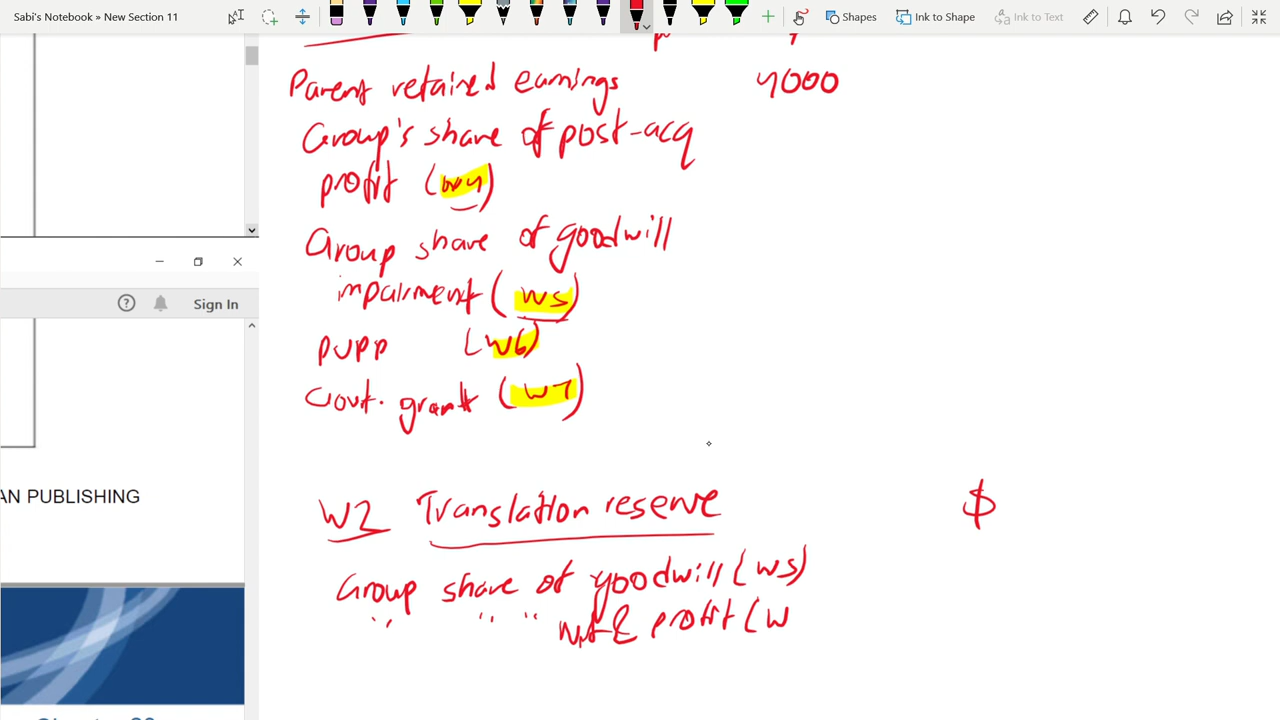 Sabi's Notebook » New Section 11
Shapes
Ink to Shape
Ink to Text
Parent retained earnings 4000
Group's share of post-acq
profit (W4)
Group share of goodwill
impairment (W5)
PUPP (W6)
Govt. grant (W7)
Sign In
AN PUBLISHING
W2 Translation reserve $
Group share of goodwill (W5)
" " " profit (W